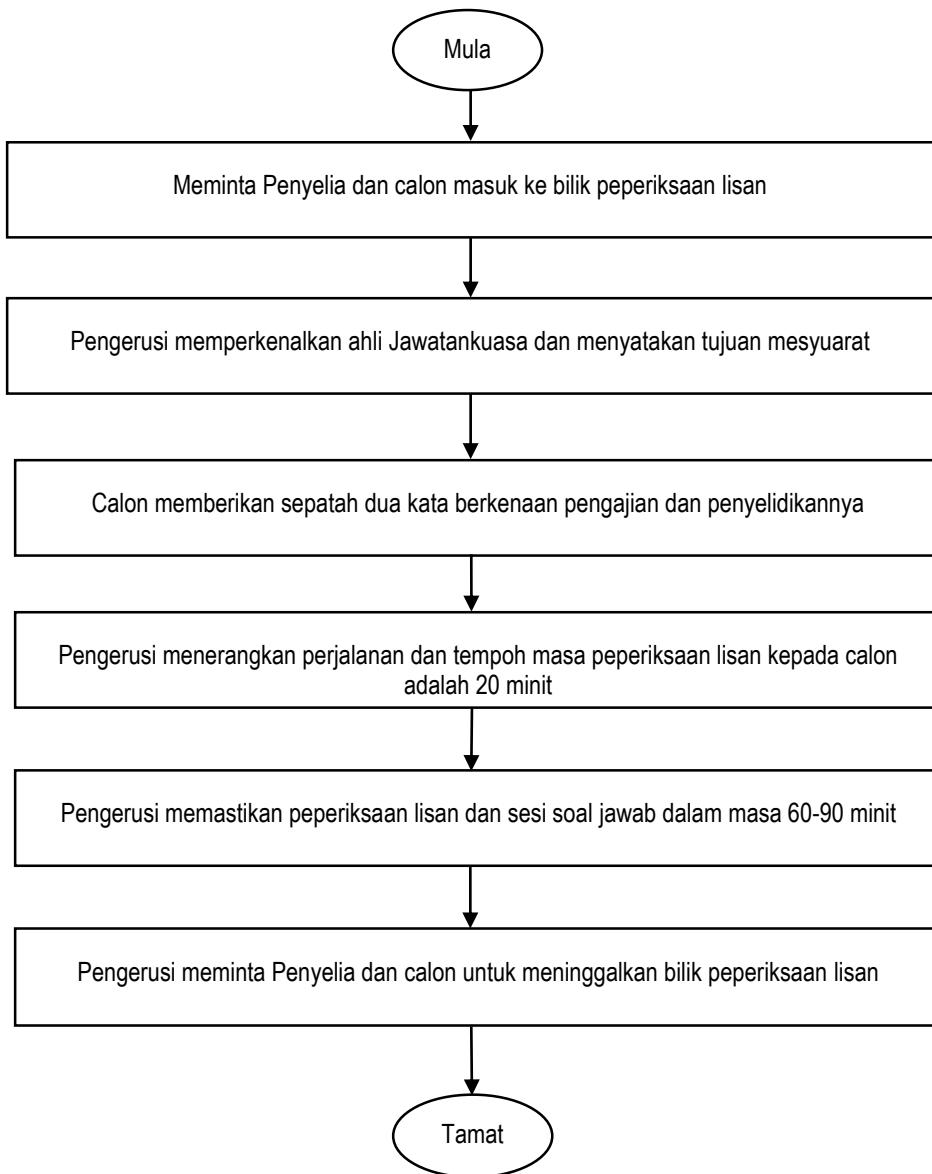 Mula
Meminta Penyelia dan calon masuk ke bilik peperiksaan lisan
Pengerusi memperkenalkan ahli Jawatankuasa dan menyatakan tujuan mesyuarat
Calon memberikan sepatah dua kata berkenaan pengajian dan penyelidikannya
Pengerusi menerangkan perjalanan dan tempoh masa peperiksaan lisan kepada calon
adalah 20 minit
Pengerusi memastikan peperiksaan lisan dan sesi soal jawab dalam masa 60-90 minit
Pengerusi meminta Penyelia dan calon untuk meninggalkan bilik peperiksaan lisan
Tamat